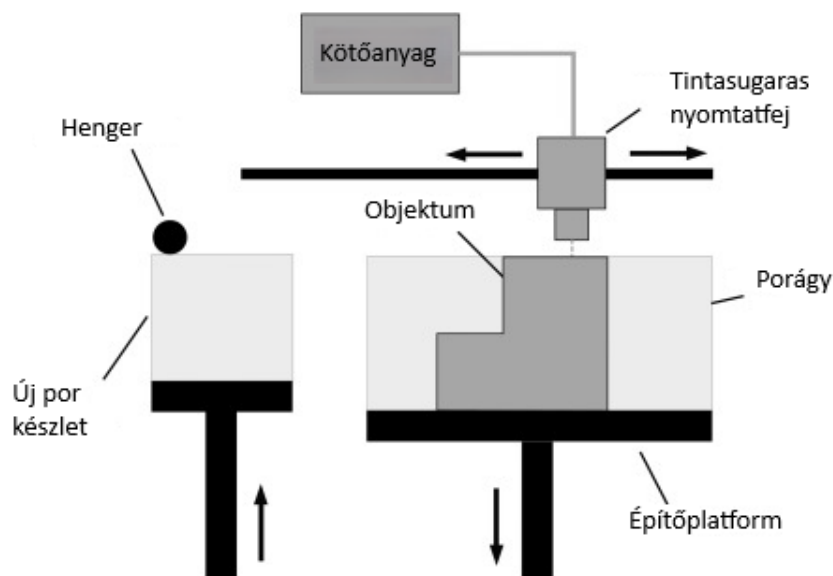 Kötőanyag
Tintasugaras
nyomtatfej
Henger
Objektum
Porágy
Új por
készlet
Építőplatform